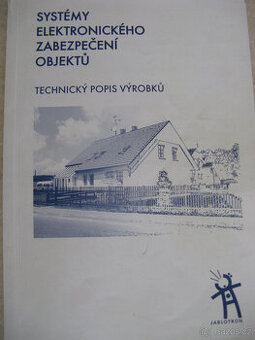 SYSTÉMY
ELEKTRONICKÉHO
ZABEZPEČENÍ
OBJEKTŮ
TECHNICKÝ POPIS VÝROBKŮ
JABLOTRON